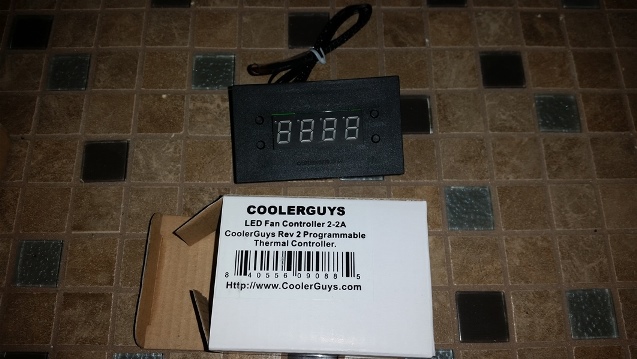 8888
COOLERGUYS
LED Fan Controller 2-2A
CoolerGuys Rev 2 Programmable
Thermal Controller.
8 40556 09088 5
Http://www.CoolerGuys.com